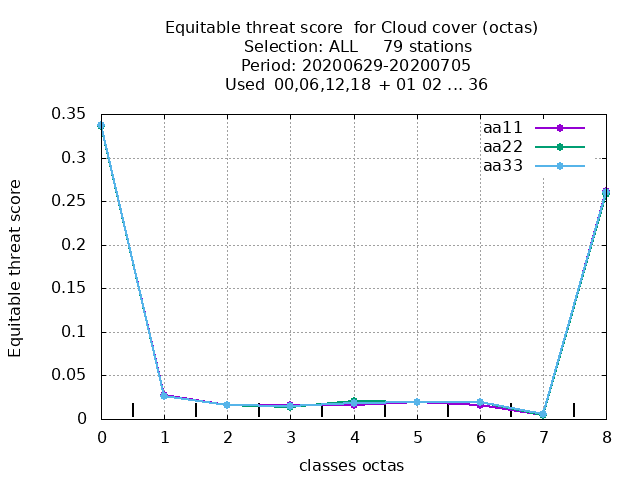 Equitable threat score  for Cloud cover (octas)
Selection: ALL     79 stations
Period: 20200629-20200705
Used  00,06,12,18 + 01 02 ... 36
aa11
aa22
aa33
0.35
0.3
0.25
0.2
0.15
0.1
0.05
0
Equitable threat score
0 1 2 3 4 5 6 7 8
classes octas